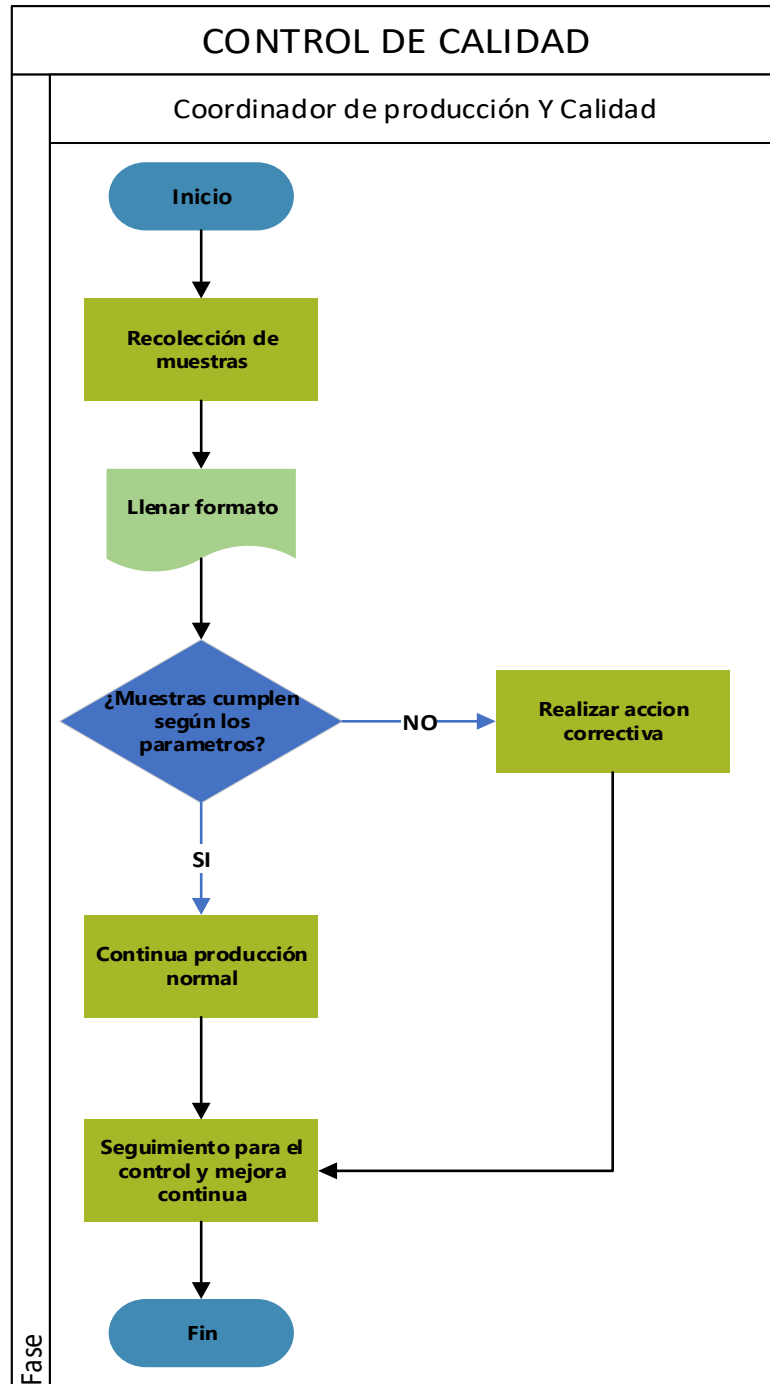 CONTROL DE CALIDAD
Coordinador de producción Y Calidad
Inicio
Recolección de
muestras
Llenar formato
¿Muestras cumplen
según los
parametros?
NO
Realizar accion
correctiva
SI
Continua producción
normal
Seguimiento para el
control y mejora
continua
Fin
Fase